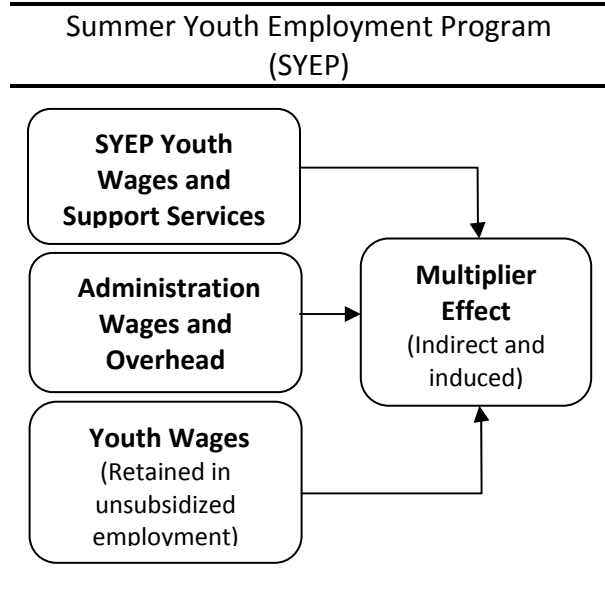 Summer Youth Employment Program
(SYEP)
SYEP Youth
Wages and
Support Services
Administration
Wages and
Overhead
Youth Wages
(Retained in
unsubsidized
employment)
Multiplier
Effect
(Indirect and
induced)